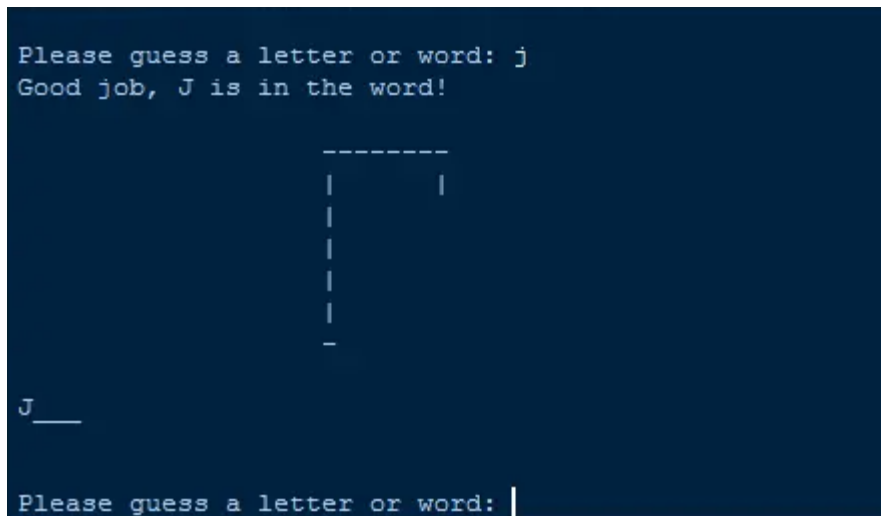 Please guess a letter or word: j
Good job, J is in the word!
--------
|      |
|
|
|
|
-
J___
Please guess a letter or word: